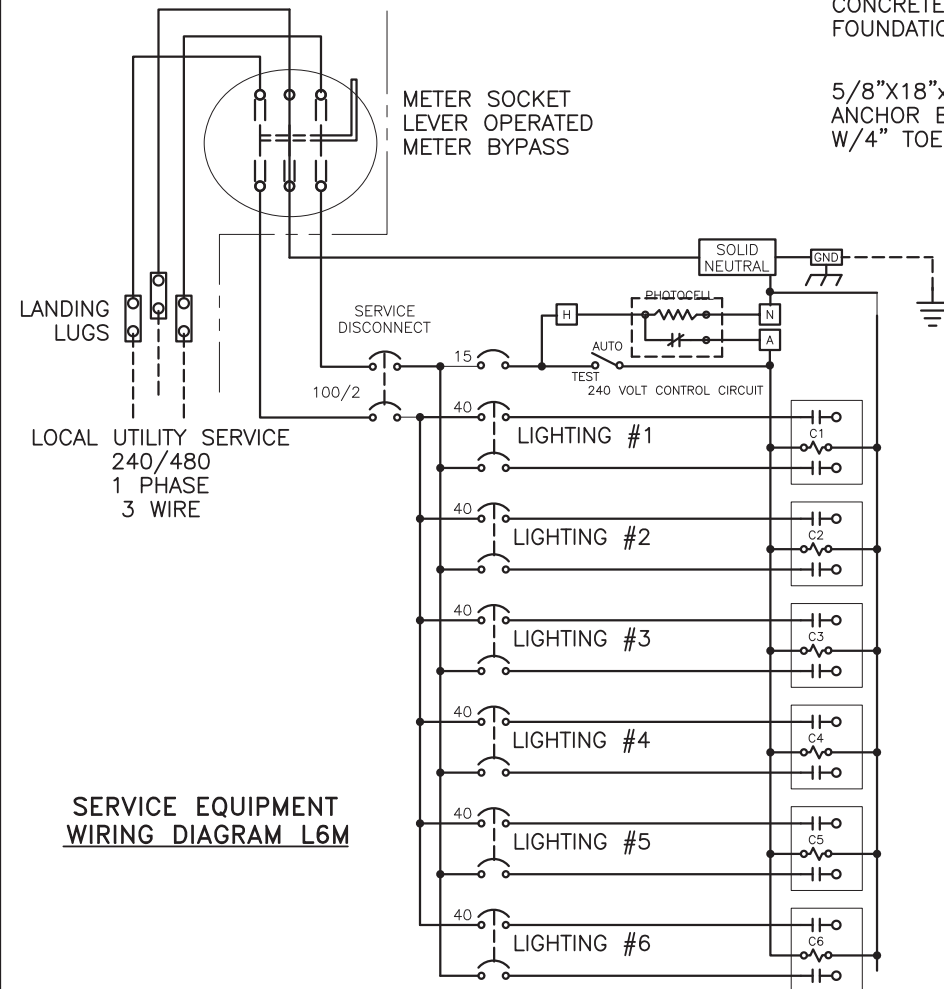 CONCRETE
5/8"X18"x
W/4" TOE
METER SOCKET
LEVER OPERATED
METER BYPASS
SOLID
NEUTRAL
GND
LANDING
LUGS
SERVICE
DISCONNECT
PHOTOCELL
H
N
A
AUTO
TEST
15
240 VOLT CONTROL CIRCUIT
100/2
LOCAL UTILITY SERVICE
240/480
1 PHASE
3 WIRE
40
LIGHTING #1
C1
40
LIGHTING #2
C2
40
LIGHTING #3
C3
40
LIGHTING #4
C4
SERVICE EQUIPMENT
WIRING DIAGRAM L6M
40
LIGHTING #5
C5
40
LIGHTING #6
C6